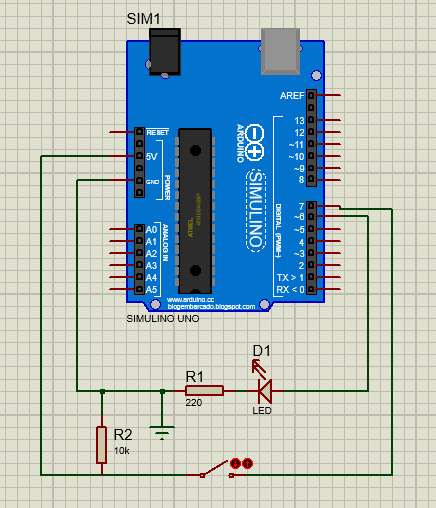 SIM1
AREF
13
12
~11
~10
~9
8
RESET
5V
GND
POWER
ARDUINO
SIMULINO
ATMEL
DIGITAL (PWM~)
7
~6
~5
4
~3
2
TX > 1
RX < 0
A0
A1
A2
A3
A4
A5
ANALOG IN
www.arduino.cc
blogembarcado.blogspot.com
SIMULINO UNO
D1
LED
R1
220
R2
10k